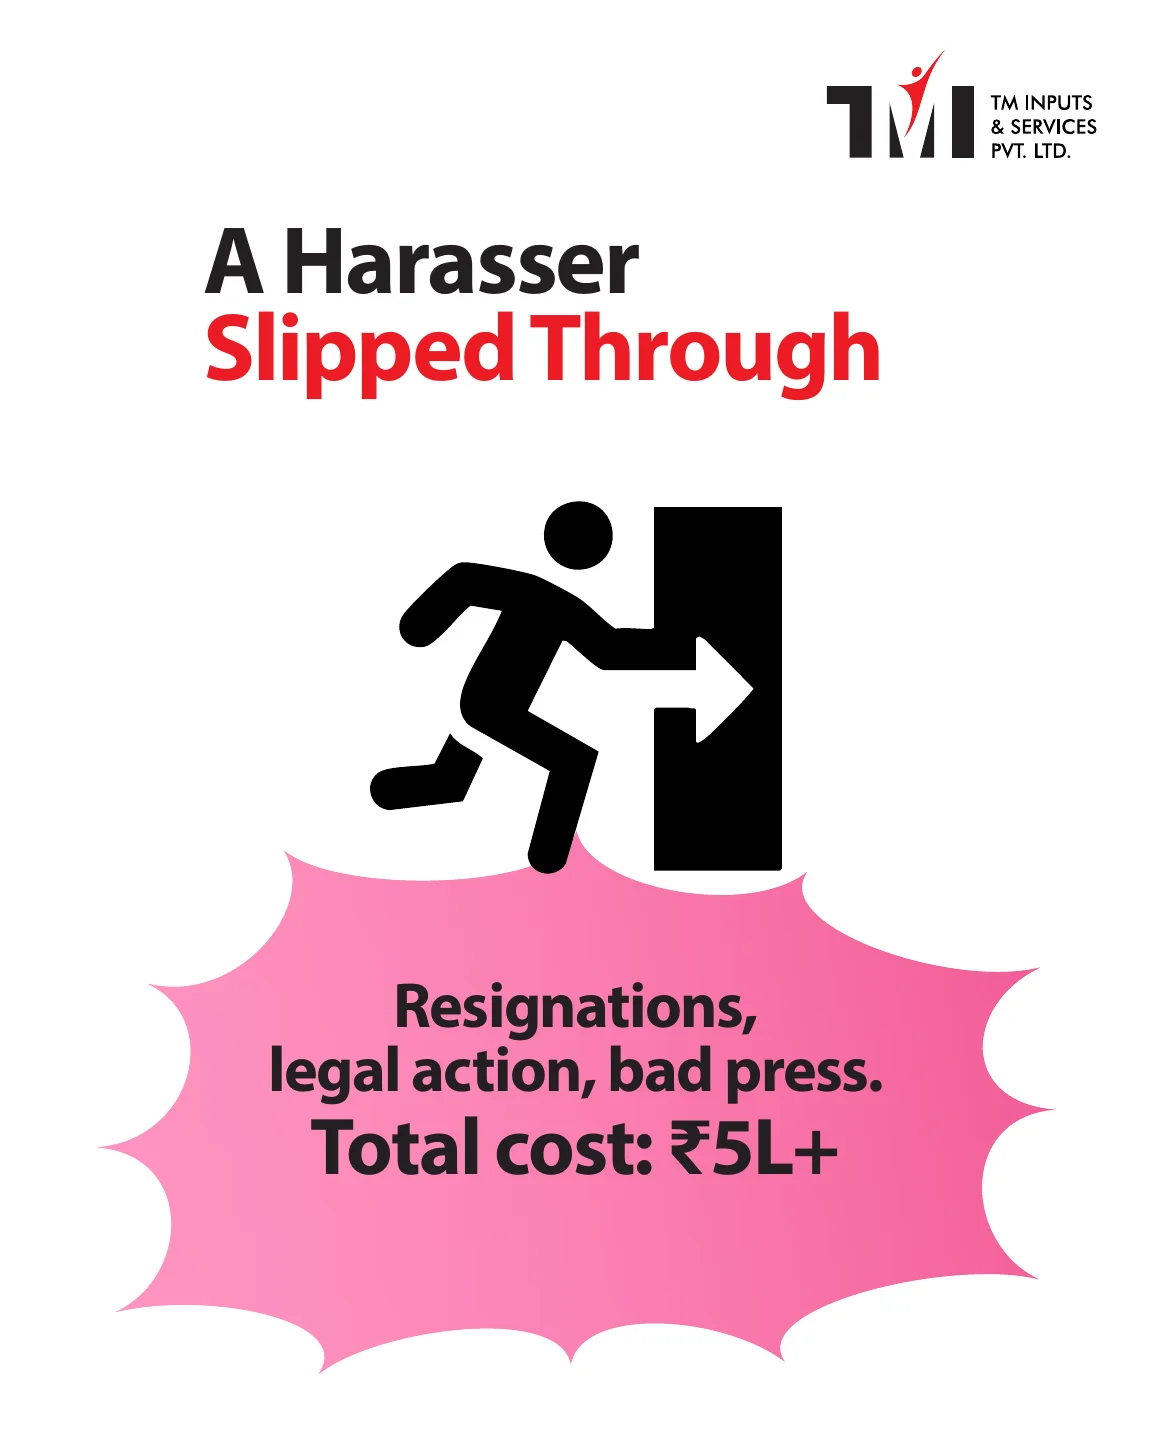 TM INPUTS
& SERVICES
PVT. LTD.
A Harasser
Slipped Through
Resignations,
legal action, bad press.
Total cost: ₹5L+